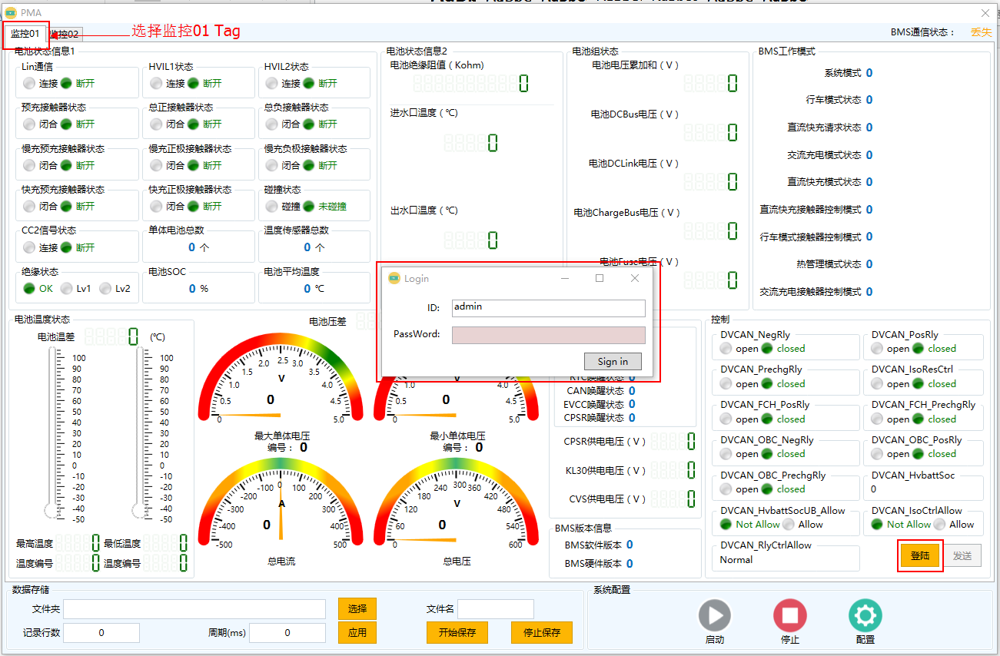 PMA
监控01
监控02
选择监控01 Tag
BMS通信状态： 丢失
电池状态信息1
Lin通信
连接 断开
HVIL1状态
连接 断开
HVIL2状态
连接 断开
预充接触器状态
闭合 断开
总正接触器状态
闭合 断开
总负接触器状态
闭合 断开
慢充预充接触器状态
闭合 断开
慢充正极接触器状态
闭合 断开
慢充负极接触器状态
闭合 断开
快充预充接触器状态
闭合 断开
快充正极接触器状态
闭合 断开
碰撞状态
碰撞 未碰撞
CC2信号状态
连接 断开
单体电池总数
0 个
温度传感器总数
0 个
绝缘状态
OK Lv1 Lv2
电池SOC
0 %
电池平均温度
0 ℃
电池状态信息2
电池绝缘阻值 ( Kohm)
0
进水口温度 ( ℃)
0
出水口温度 ( ℃)
0
电池组状态
电池电压累加和 ( V )
0
电池DCBus电压 ( V )
0
电池DCLink电压 ( V )
0
电池ChargeBus电压 ( V )
0
电池Fuse电压 ( V )
0
BMS工作模式
系统模式 0
行车模式状态 0
直流快充请求状态 0
交流充电模式状态 0
直流快充模式状态 0
直流快充接触器控制模式 0
行车模式接触器控制模式 0
热管理模式状态 0
交流充电接触器控制模式 0
Login
ID: admin
PassWord:
Sign in
电池温度状态
电池温差 0 (℃)
100 100
90 90
80 80
70 70
60 60
50 50
40 40
30 30
20 20
10 10
0 0
-10 -10
-20 -20
-30 -30
-40 -40
-50 -50
最高温度 0 最低温度 0
温度编号 0 温度编号 0
电池压差
0 0.5 1.0 1.5 2.0 2.5 3.0 3.5 4.0 4.5 5.0
V
0
最大单体电压
编号： 0
0 0.5 1.0 4.0 4.5 5.0
V
0
最小单体电压
编号： 0
-500 -400 -300 -200 -100 0 100 200 300 400 500
A
0
总电流
0 60 120 180 240 300 360 420 480 540 600
V
0
总电压
RTC唤醒状态 0
CAN唤醒状态 0
EVCC唤醒状态 0
CPSR唤醒状态 0
CPSR供电电压 ( V ) 0
KL30供电电压 ( V ) 0
CVS供电电压 ( V ) 0
BMS版本信息
BMS软件版本 0
BMS硬件版本 0
控制
DVCAN_NegRly
open closed
DVCAN_PosRly
open closed
DVCAN_PrechgRly
open closed
DVCAN_IsoResCtrl
open closed
DVCAN_FCH_PosRly
open closed
DVCAN_FCH_PrechgRly
open closed
DVCAN_OBC_NegRly
open closed
DVCAN_OBC_PosRly
open closed
DVCAN_OBC_PrechgRly
open closed
DVCAN_HvbattSoc
0
DVCAN_HvbattSocUB_Allow
Not Allow Allow
DVCAN_IsoCtrlAllow
Not Allow Allow
DVCAN_RlyCtrlAllow
Normal
登陆 发送
数据存储
文件夹 选择
文件名
记录行数 0 周期(ms) 0 应用
开始保存 停止保存
系统配置
启动 停止 配置